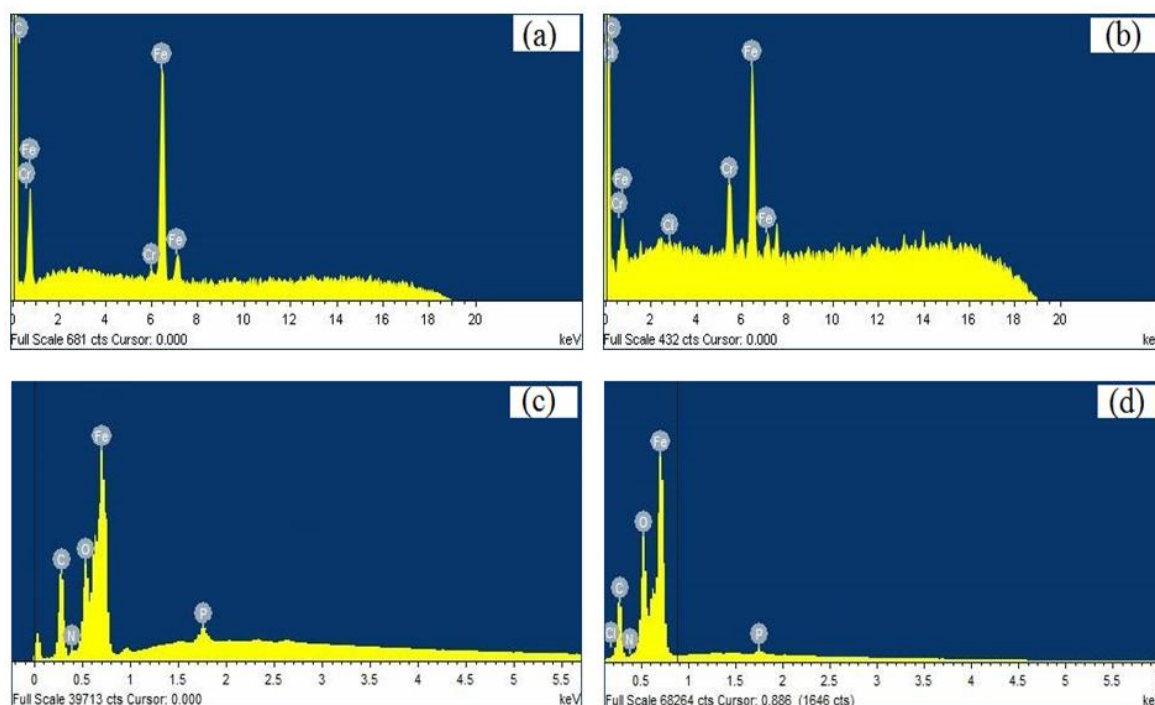 (a)
C
Fe
Fe
Cr
Cr
Fe
0 2 4 6 8 10 12 14 16 18 20
Full Scale 681 cts Cursor: 0.000 keV
(b)
C
Cl
Fe
Fe
Cr
Cr
Cl
Fe
0 2 4 6 8 10 12 14 16 18 20
Full Scale 432 cts Cursor: 0.000 ke
(c)
Fe
C
O
N
P
0 0.5 1 1.5 2 2.5 3 3.5 4 4.5 5 5.5
Full Scale 39713 cts Cursor: 0.000 keV
(d)
Fe
O
C
Cl
N
P
0.5 1 1.5 2 2.5 3 3.5 4 4.5 5 5.5
Full Scale 68264 cts Cursor: 0.886 (1646 cts) ke